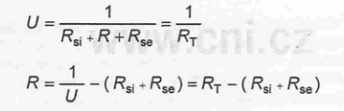 U = 1 / (R_si + R + R_se) = 1 / R_T
www.cni.cz
R = 1 / U − (R_si + R_se) = R_T − (R_si + R_se)